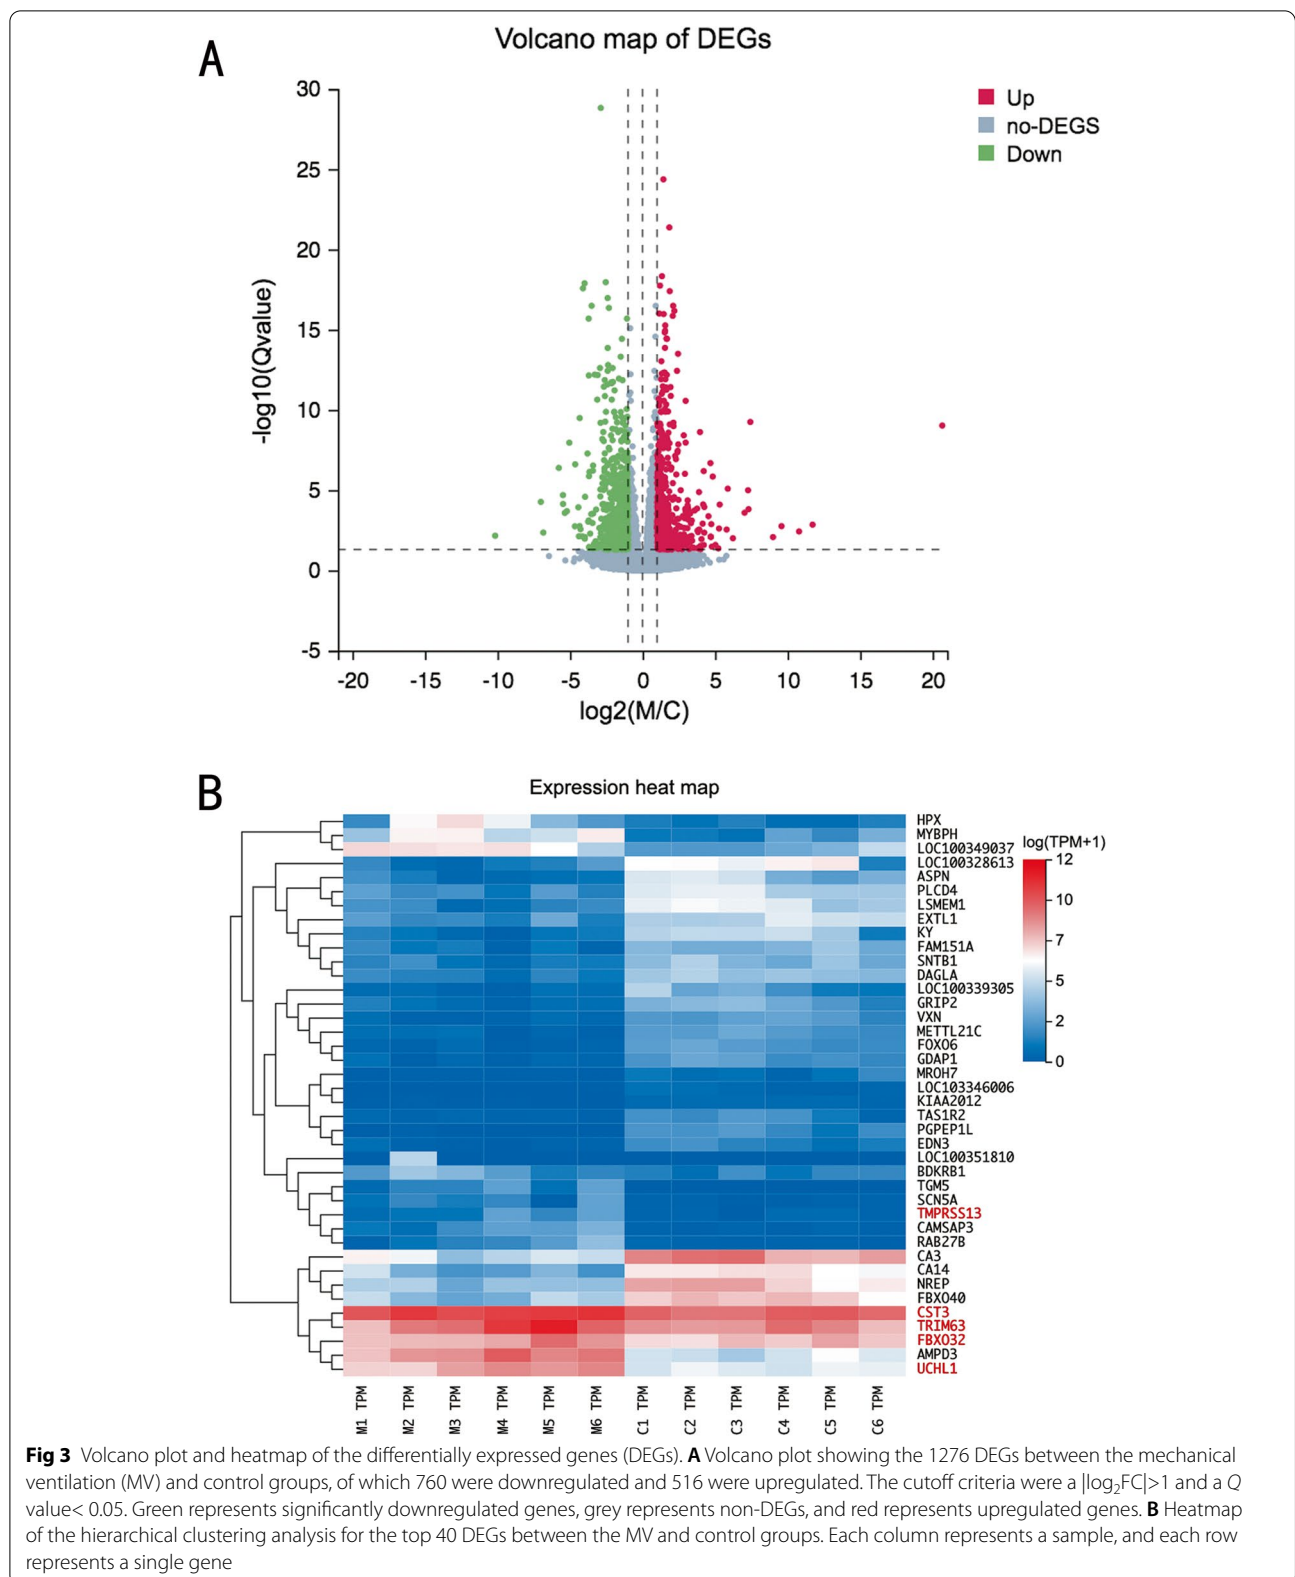 A
Volcano map of DEGs
Up
no-DEGS
Down
30
25
20
15
10
5
0
-5
-log10(Qvalue)
-20 -15 -10 -5 0 5 10 15 20
log2(M/C)
B
Expression heat map
HPX
MYBPH
LOC100349037
LOC100328613
ASPN
PLCD4
LSMEM1
EXTL1
KY
FAM151A
SNTB1
DAGLA
LOC100339305
GRIP2
VXN
METTL21C
FOXO6
GDAP1
MROH7
LOC103346006
KIAA2012
TAS1R2
PGPEP1L
EDN3
LOC100351810
BDKRB1
TGM5
SCN5A
TMPRSS13
CAMSAP3
RAB27B
CA3
CA14
NREP
FBXO40
CST3
TRIM63
FBXO32
AMPD3
UCHL1
log(TPM+1)
12
10
7
5
2
0
M1 TPM
M2 TPM
M3 TPM
M4 TPM
M5 TPM
M6 TPM
C1 TPM
C2 TPM
C3 TPM
C4 TPM
C5 TPM
C6 TPM
Fig 3 Volcano plot and heatmap of the differentially expressed genes (DEGs). A Volcano plot showing the 1276 DEGs between the mechanical
ventilation (MV) and control groups, of which 760 were downregulated and 516 were upregulated. The cutoff criteria were a |log₂FC|>1 and a Q
value< 0.05. Green represents significantly downregulated genes, grey represents non-DEGs, and red represents upregulated genes. B Heatmap
of the hierarchical clustering analysis for the top 40 DEGs between the MV and control groups. Each column represents a sample, and each row
represents a single gene